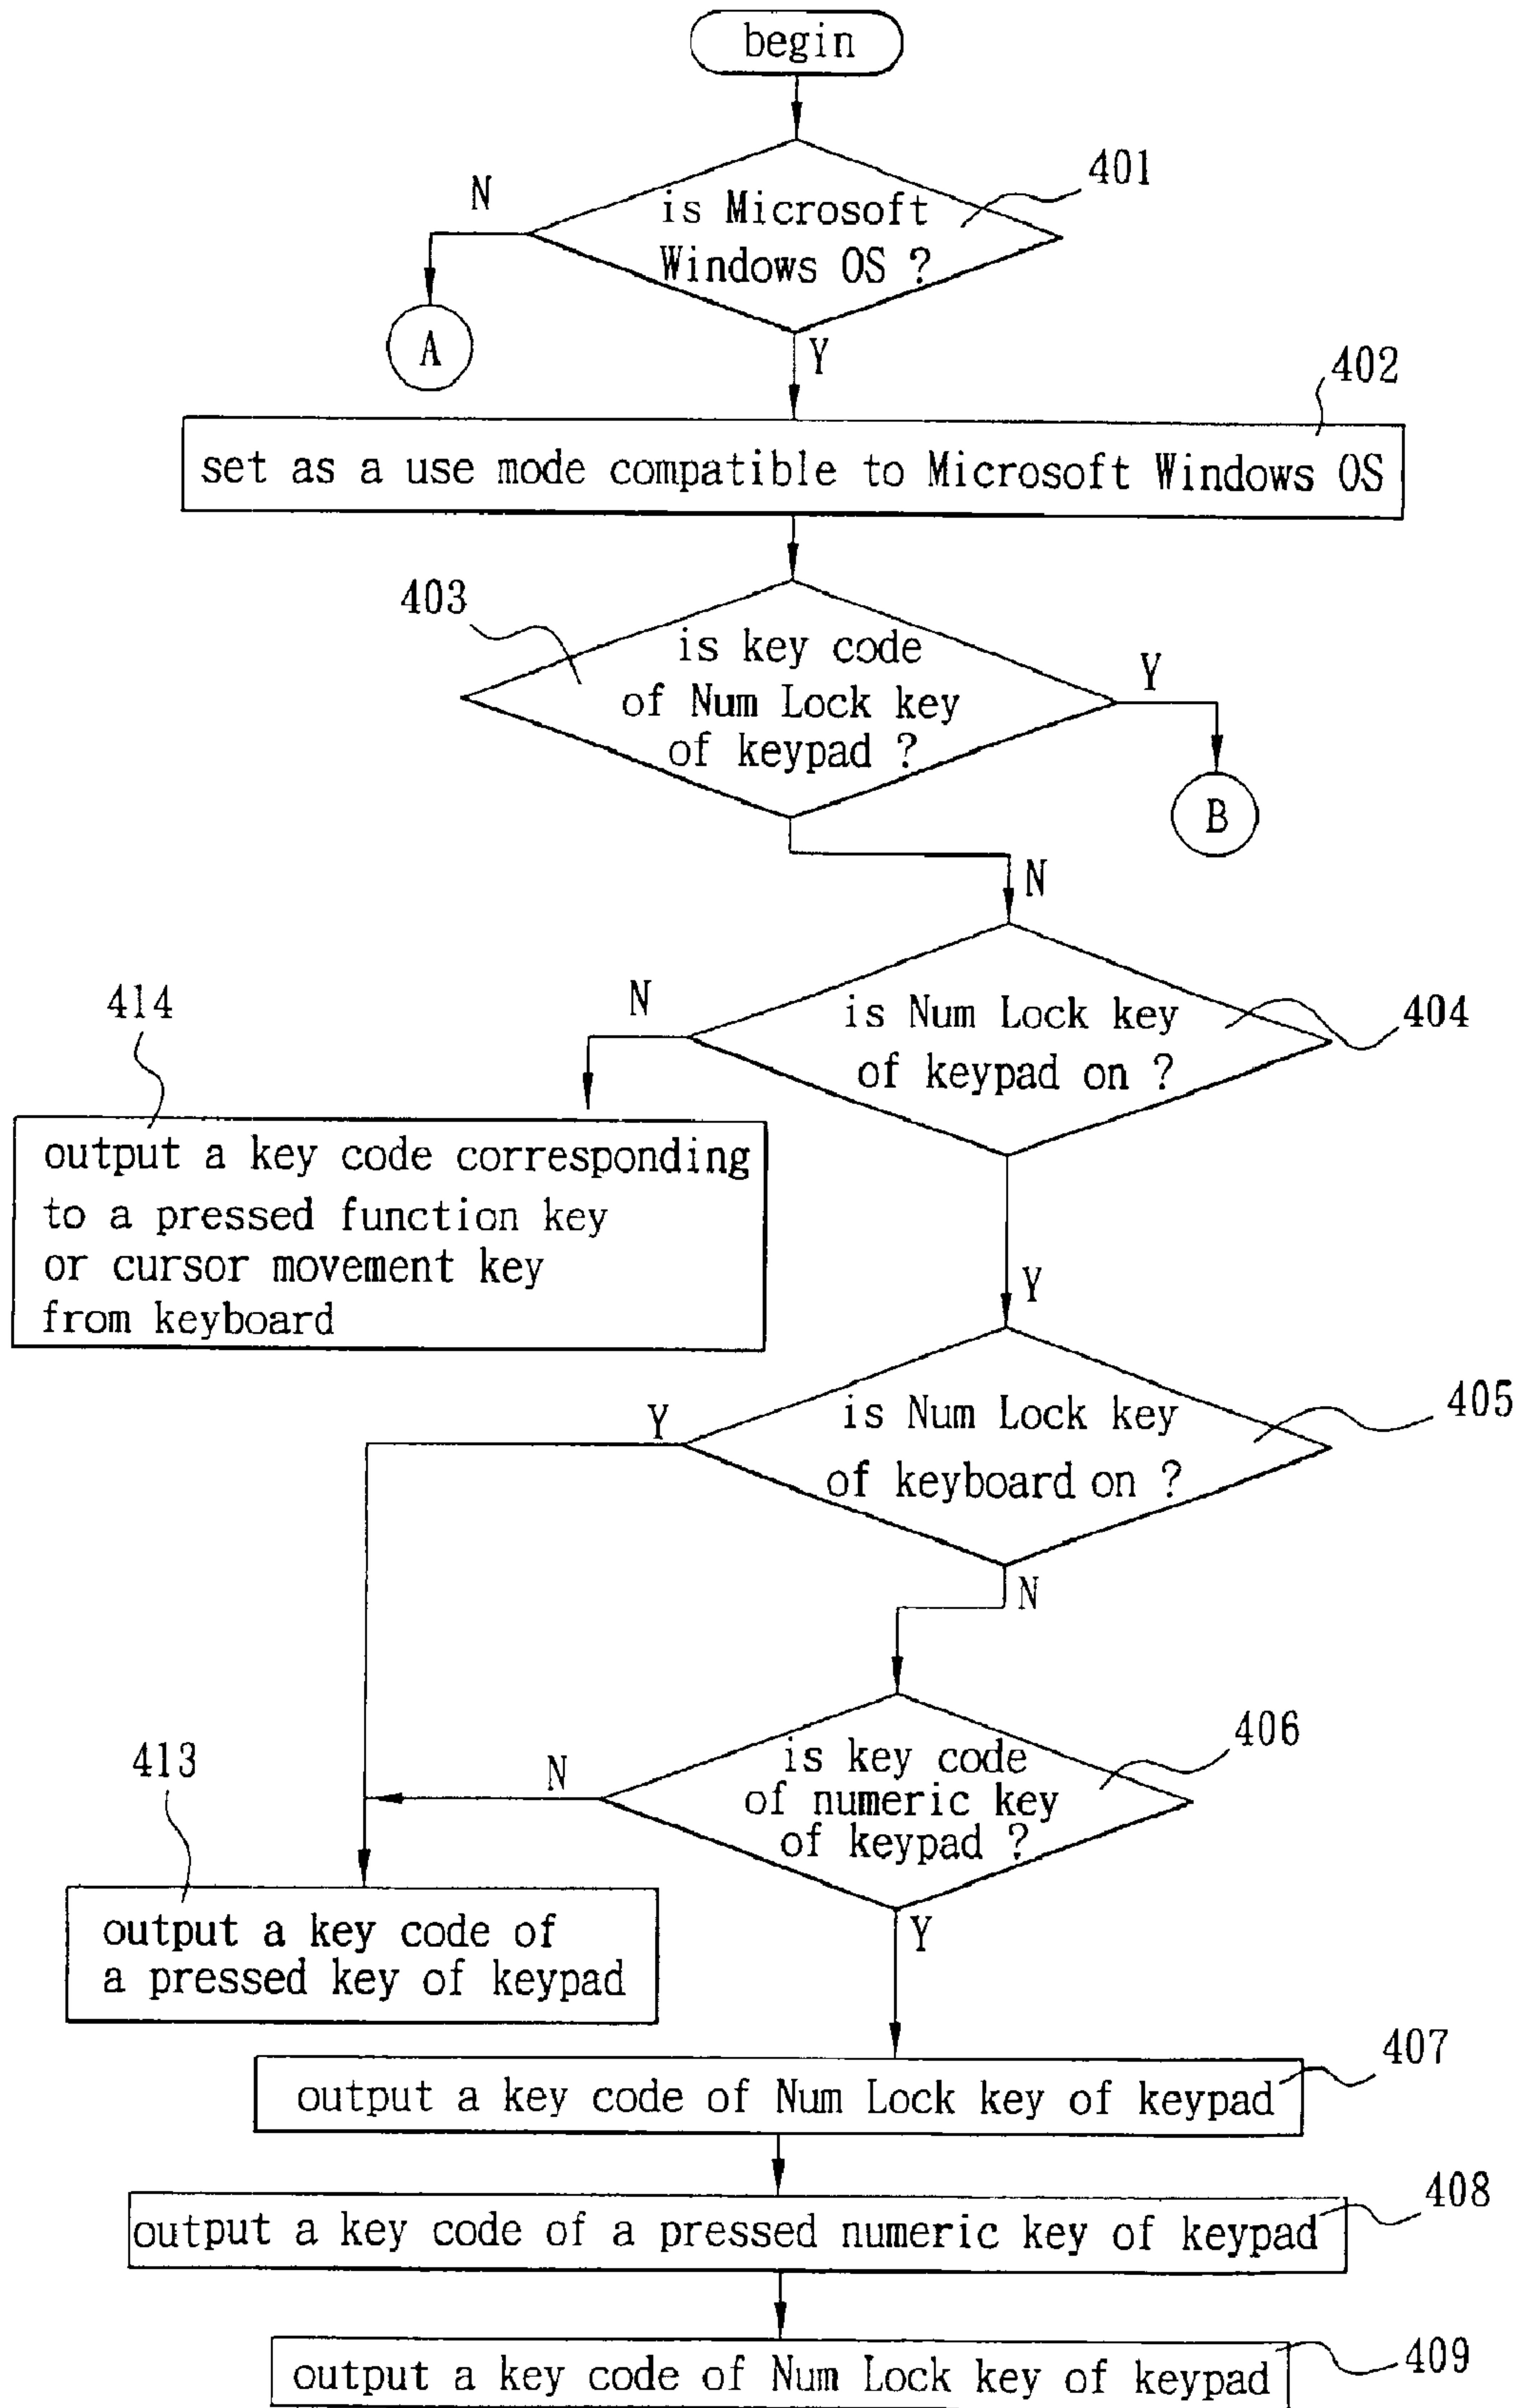 begin
401
N
is Microsoft
Windows OS ?
A
Y
402
set as a use mode compatible to Microsoft Windows OS
403
is key code
of Num Lock key
of keypad ?
Y
B
N
414
N
is Num Lock key
of keypad on ?
404
output a key code corresponding
to a pressed function key
or cursor movement key
from keyboard
Y
405
Y
is Num Lock key
of keyboard on ?
N
406
413
N
is key code
of numeric key
of keypad ?
output a key code of
a pressed key of keypad
Y
407
output a key code of Num Lock key of keypad
408
output a key code of a pressed numeric key of keypad
409
output a key code of Num Lock key of keypad